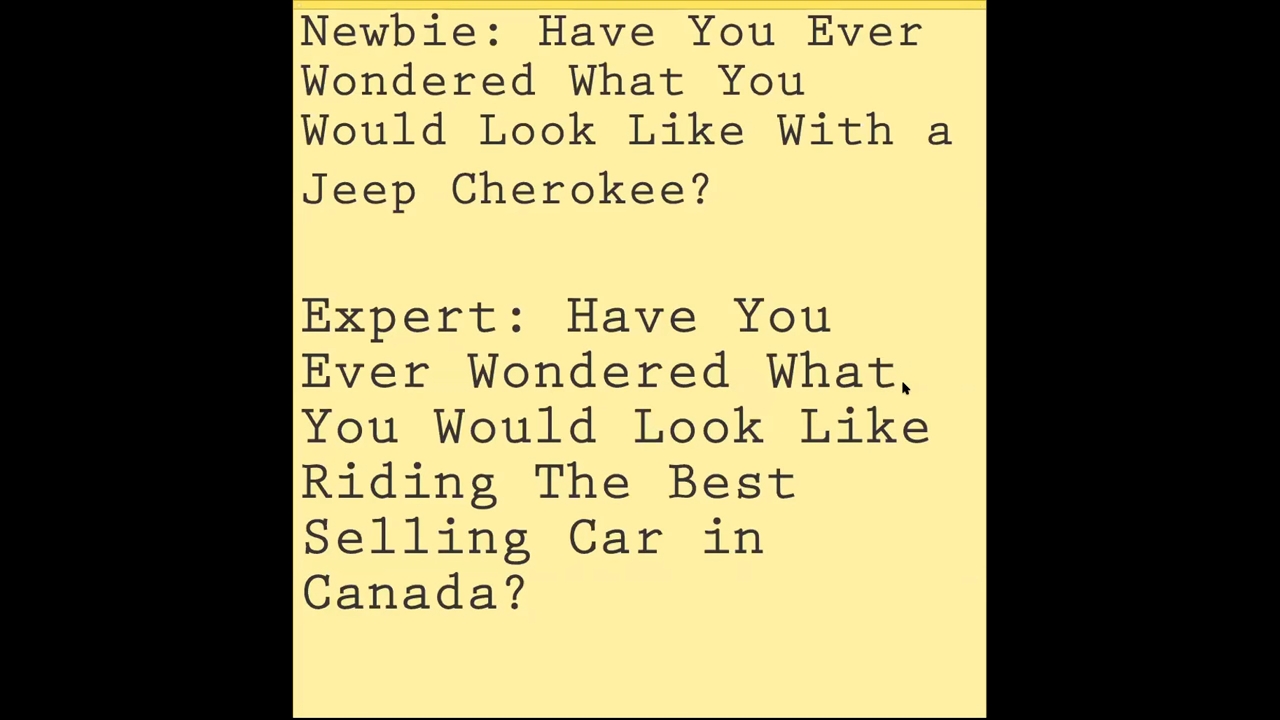 Newbie: Have You Ever
Wondered What You
Would Look Like With a
Jeep Cherokee?
Expert: Have You
Ever Wondered What
You Would Look Like
Riding The Best
Selling Car in
Canada?